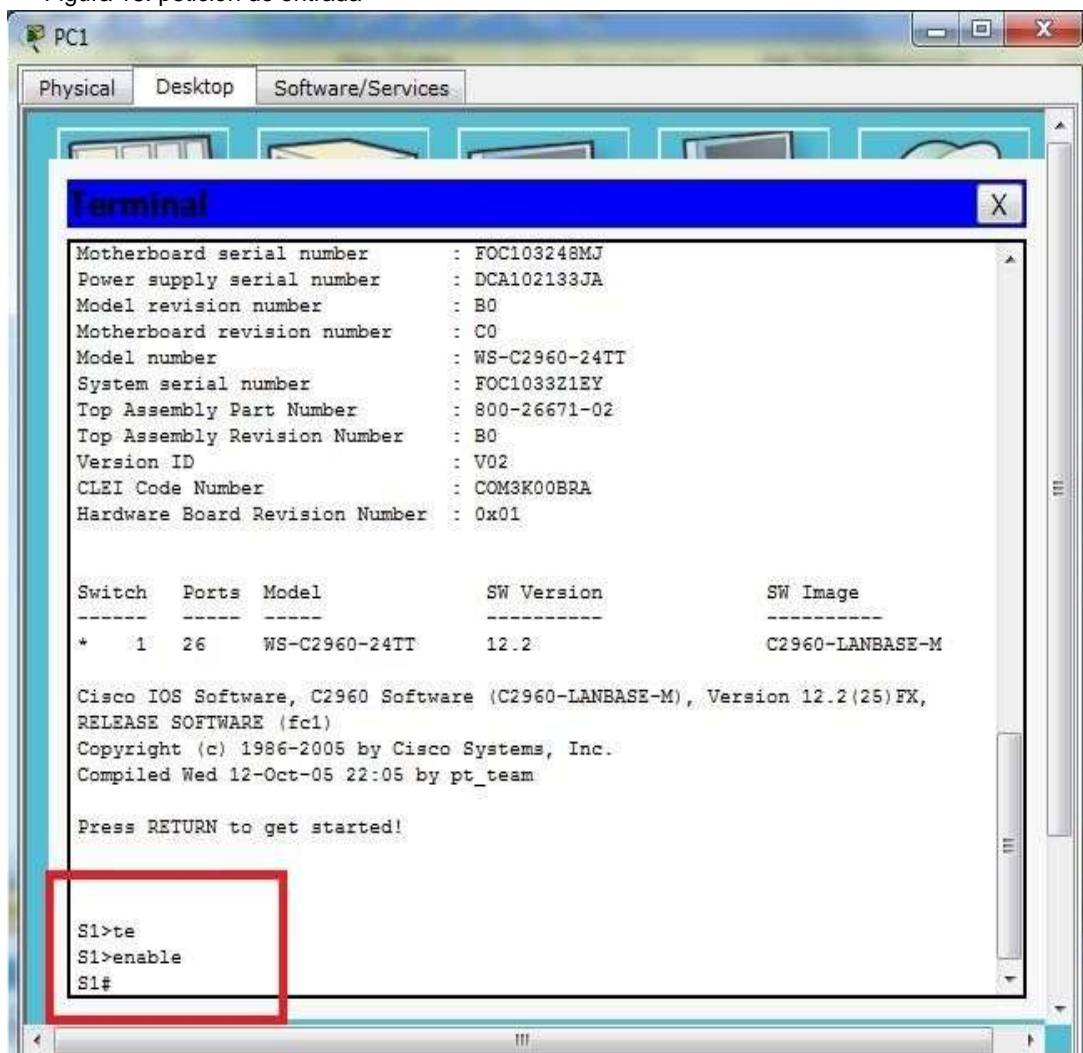 Figura 18. petición de entrada
PC1
X
Physical Desktop Software/Services
Terminal
X
Motherboard serial number : FOC103248MJ
Power supply serial number : DCA102133JA
Model revision number : B0
Motherboard revision number : C0
Model number : WS-C2960-24TT
System serial number : FOC1033Z1EY
Top Assembly Part Number : 800-26671-02
Top Assembly Revision Number : B0
Version ID : V02
CLEI Code Number : COM3K00BRA
Hardware Board Revision Number : 0x01
Switch Ports Model SW Version SW Image
------ ----- ----- ---------- ----------
* 1 26 WS-C2960-24TT 12.2 C2960-LANBASE-M
Cisco IOS Software, C2960 Software (C2960-LANBASE-M), Version 12.2(25)FX,
RELEASE SOFTWARE (fc1)
Copyright (c) 1986-2005 by Cisco Systems, Inc.
Compiled Wed 12-Oct-05 22:05 by pt_team
Press RETURN to get started!
S1>te
S1>enable
S1#